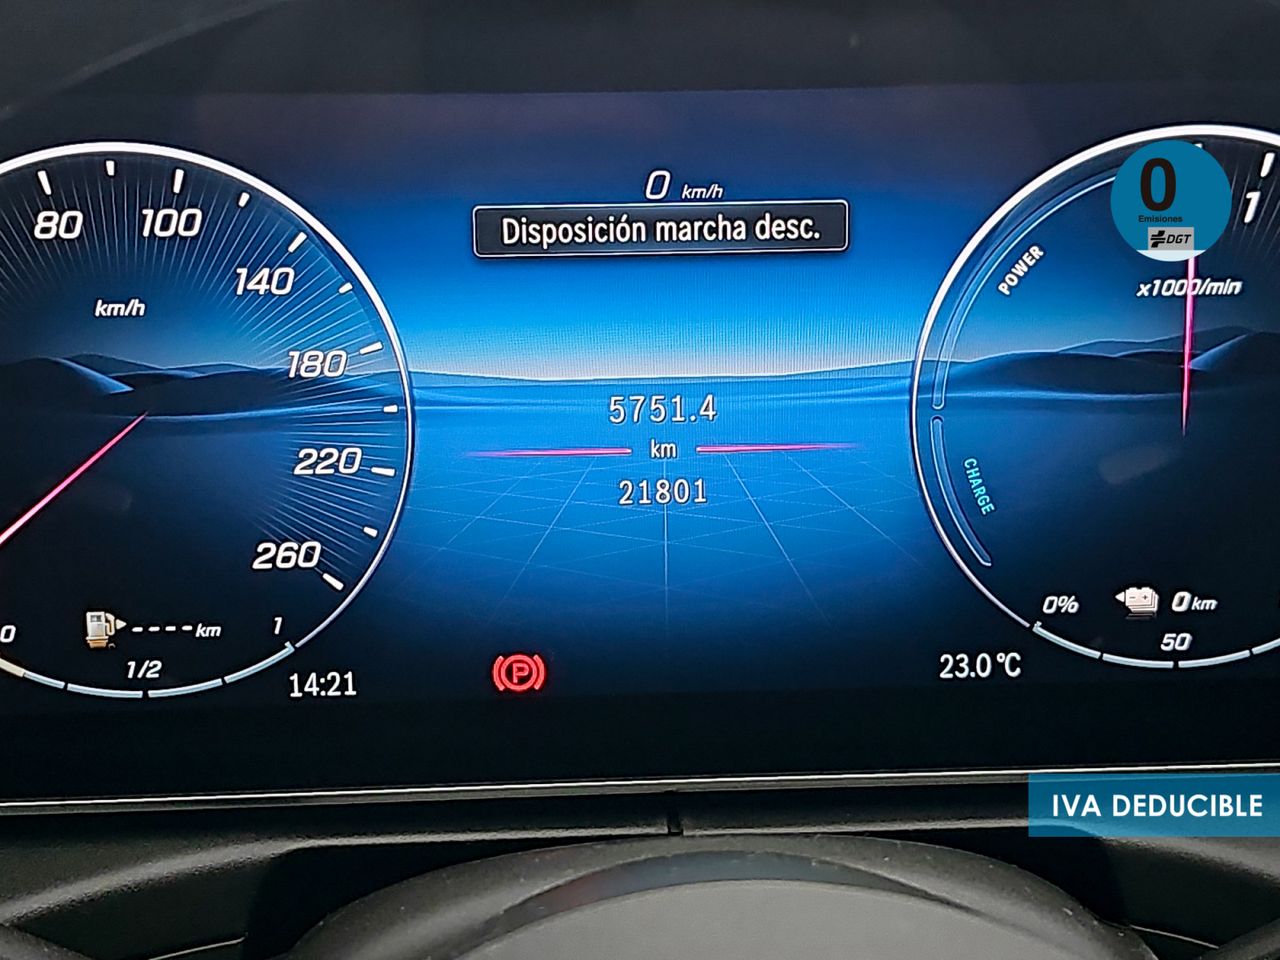 0 km/h
Disposición marcha desc.
80
100
140
180
220
260
km/h
5751.4
km
21801
POWER
CHARGE
1
x1000/min
0
Emisiones
DGT
0
----km
1/2
1
14:21
P
23.0 °C
0%
0 km
50
IVA DEDUCIBLE